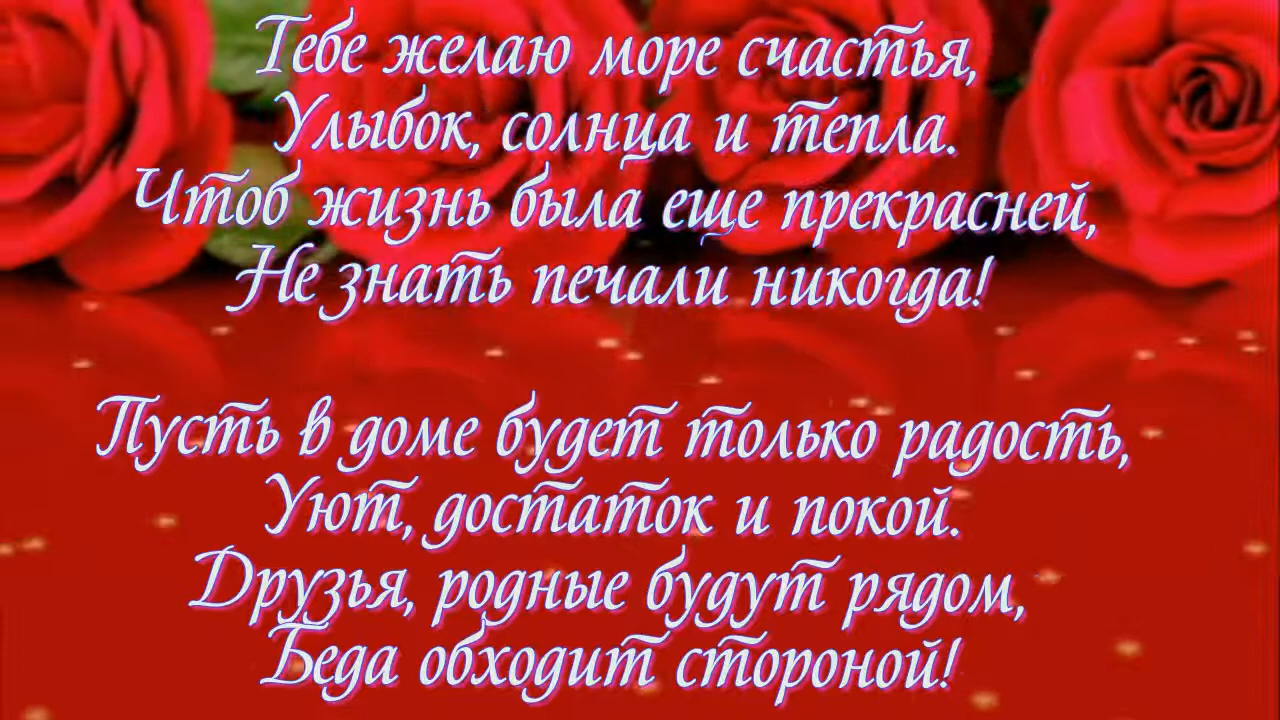 Тебе желаю море счастья,
Улыбок, солнца и тепла.
Чтоб жизнь была еще прекрасней,
Не знать печали никогда!
Пусть в доме будет только радость,
Уют, достаток и покой.
Друзья, родные будут рядом,
Беда обходит стороной!